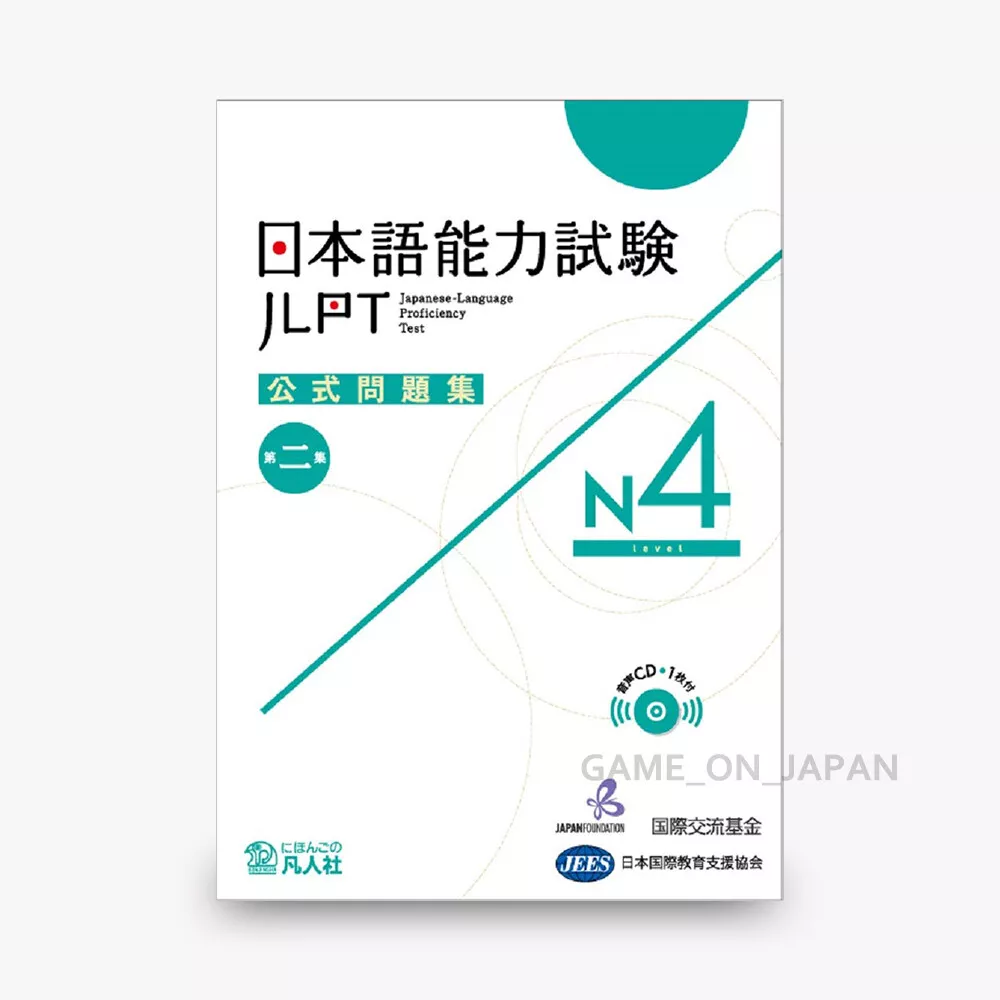 日本語能力試験
JLPT
Japanese-Language
Proficiency
Test
公式問題集
第二集
N4
level
音声CD・1枚付
GAME_ON_JAPAN
JAPANFOUNDATION 国際交流基金
にほんごの
凡人社
JEES 日本国際教育支援協会